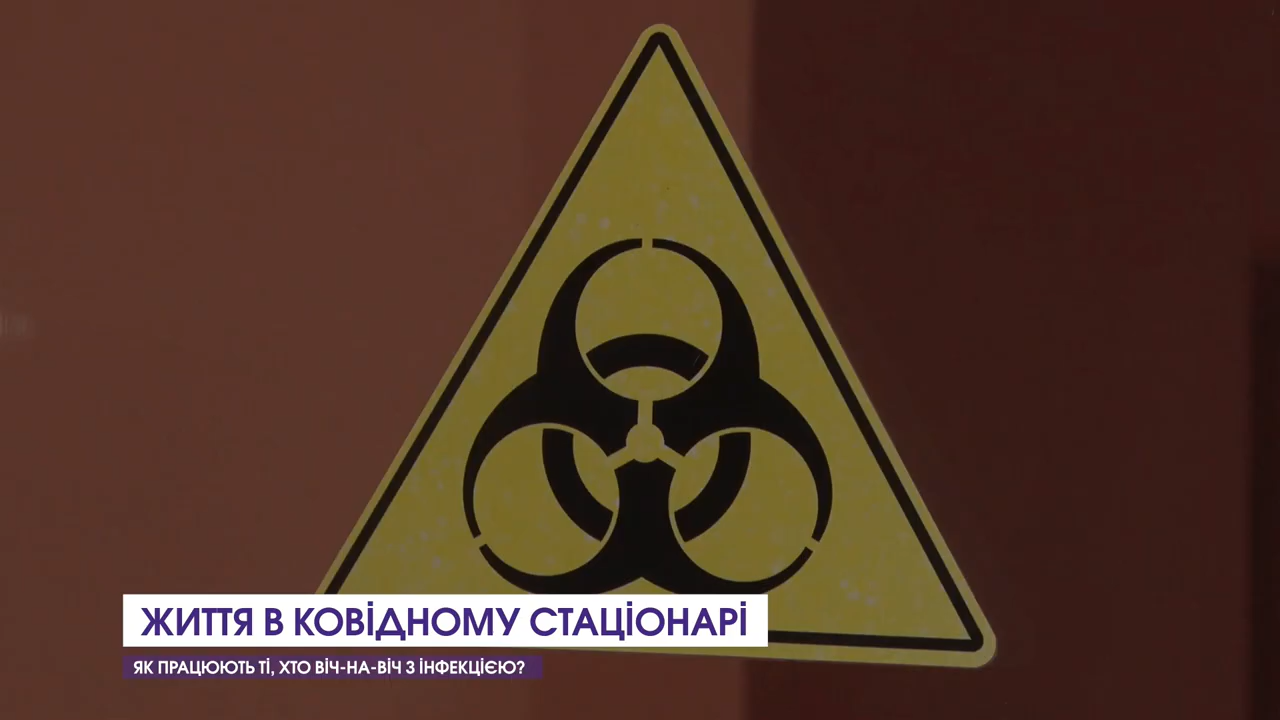 ЖИТТЯ В КОВІДНОМУ СТАЦІОНАРІ
ЯК ПРАЦЮЮТЬ ТІ, ХТО ВІЧ-НА-ВІЧ З ІНФЕКЦІЄЮ?